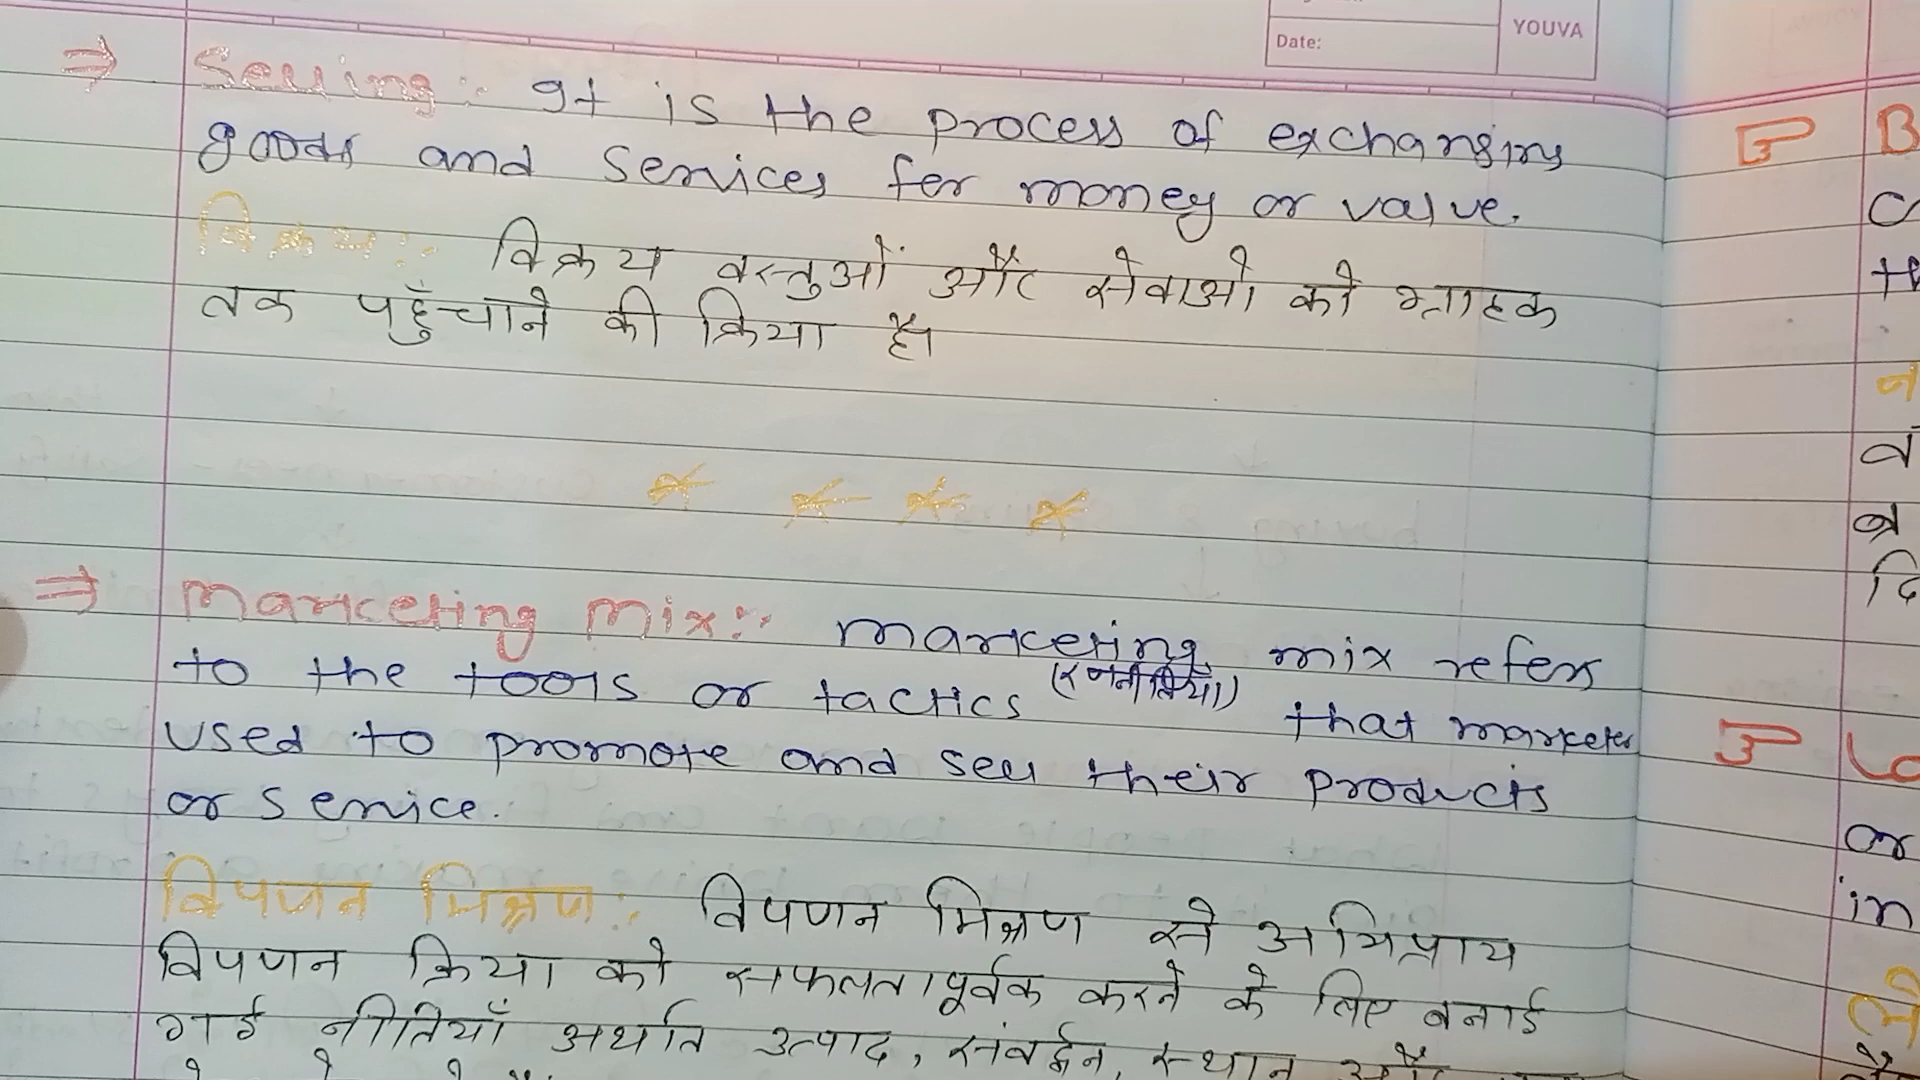 Date:
YOUVA
⇒ Selling:- It is the process of exchanging
goods and services for money or value.
विक्रय:- विक्रय वस्तुओं और सेवाओ को ग्राहक
तक पहुँचाने की क्रिया है।
⇒ Marketing Mix:- Marketing mix refers
to the tools or tactics (रणनीतियाँ) that marketer
used to promote and sell their products
or service.
विपणन मिश्रण:- विपणन मिश्रण से अभिप्राय
विपणन क्रिया को सफलतापूर्वक करने के लिए बनाई
गई नीतियाँ अर्थात उत्पाद, संवर्द्धन, स्थान और
or
in